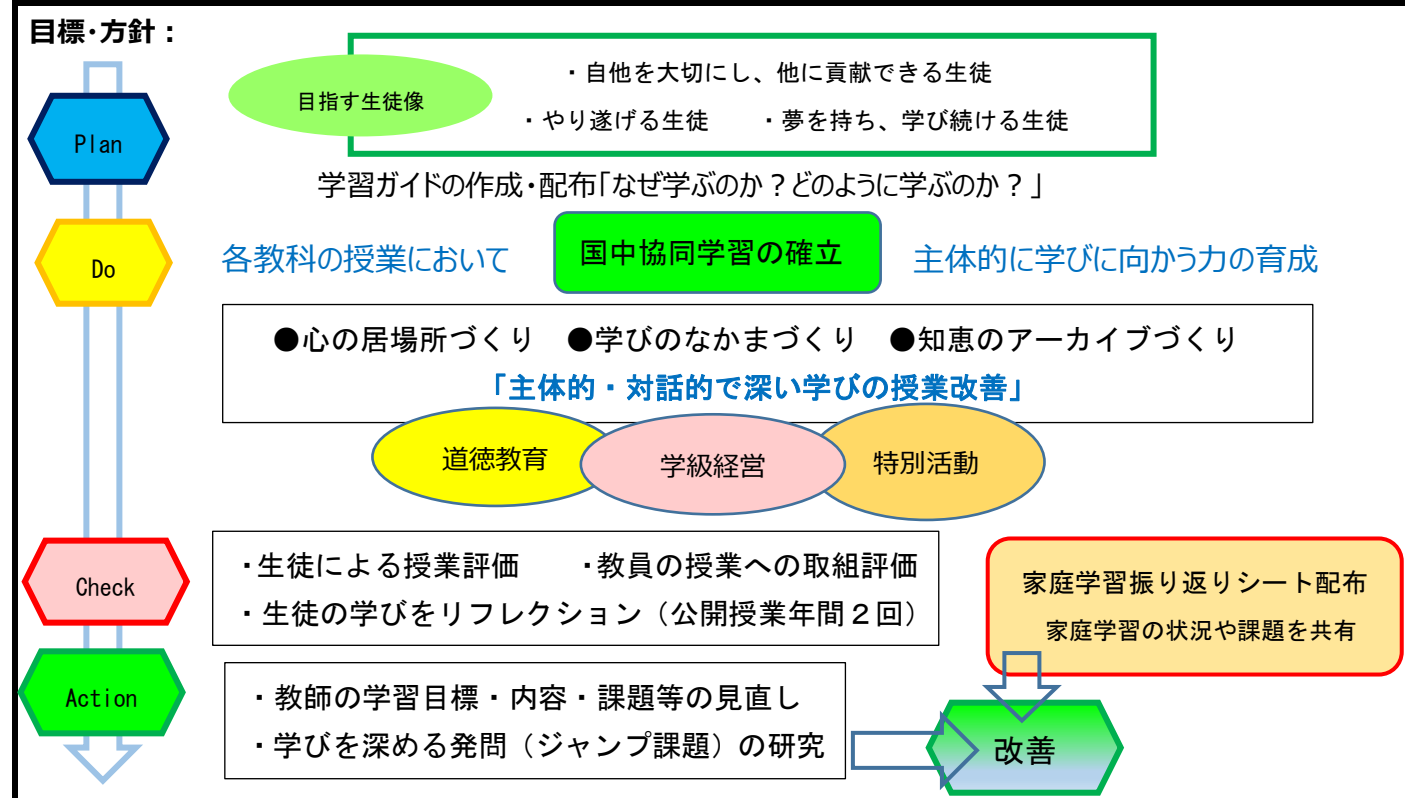 目標・方針：
目指す生徒像
・自他を大切にし、他に貢献できる生徒
・やり遂げる生徒　・夢を持ち、学び続ける生徒
Plan
学習ガイドの作成・配布「なぜ学ぶのか？どのように学ぶのか？」
Do
各教科の授業において
国中協同学習の確立
主体的に学びに向かう力の育成
●心の居場所づくり　●学びのなかまづくり　●知恵のアーカイブづくり
「主体的・対話的で深い学びの授業改善」
道徳教育
学級経営
特別活動
Check
・生徒による授業評価　・教員の授業への取組評価
・生徒の学びをリフレクション（公開授業年間２回）
家庭学習振り返りシート配布
家庭学習の状況や課題を共有
Action
・教師の学習目標・内容・課題等の見直し
・学びを深める発問（ジャンプ課題）の研究
改善